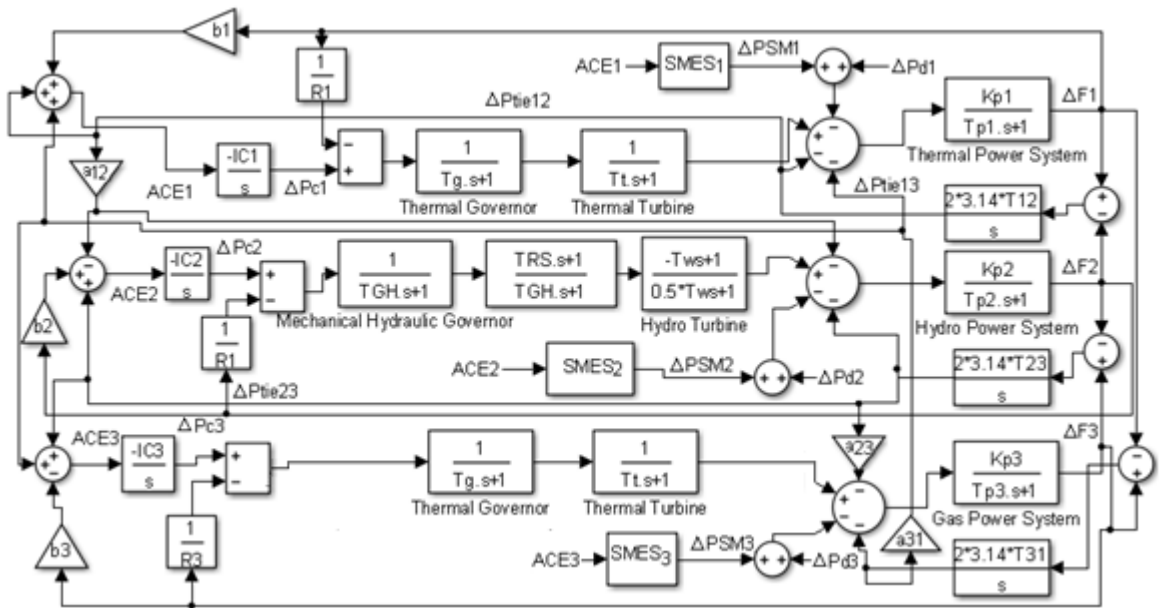 b1
1
R1
ACE1
SMES1
ΔPSM1
+ +
ΔPd1
Kp1
Tp1.s+1
ΔF1
Thermal Power System
ΔPtie12
a12
ACE1
-IC1
s
ΔPc1
−
+
1
Tg.s+1
Thermal Governor
1
Tt.s+1
Thermal Turbine
ΔPtie13
2*3.14*T12
s
ACE2
-IC2
s
ΔPc2
+
−
1
TGH.s+1
Mechanical Hydraulic Governor
TRS.s+1
TGH.s+1
-Tws+1
0.5*Tws+1
Hydro Turbine
Kp2
Tp2.s+1
ΔF2
Hydro Power System
b2
1
R1
ΔPtie23
ACE2
SMES2
ΔPSM2
+ +
ΔPd2
2*3.14*T23
s
ACE3
-IC3
s
ΔPc3
+
−
1
Tg.s+1
Thermal Governor
1
Tt.s+1
Thermal Turbine
a23
Kp3
Tp3.s+1
ΔF3
Gas Power System
b3
1
R3
ACE3
SMES3
ΔPSM3
+ +
ΔPd3
a31
2*3.14*T31
s